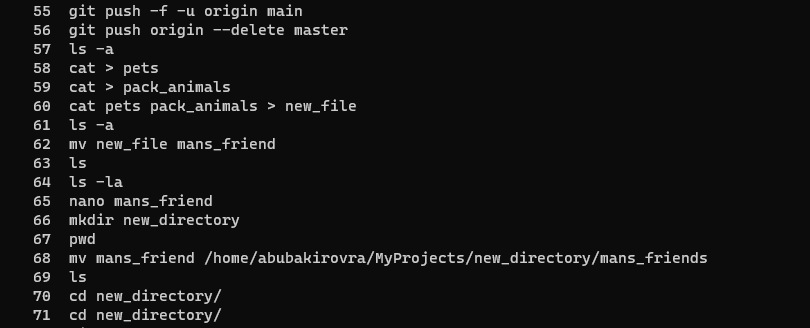 55 git push -f -u origin main
56 git push origin --delete master
57 ls -a
58 cat > pets
59 cat > pack_animals
60 cat pets pack_animals > new_file
61 ls -a
62 mv new_file mans_friend
63 ls
64 ls -la
65 nano mans_friend
66 mkdir new_directory
67 pwd
68 mv mans_friend /home/abubakirovra/MyProjects/new_directory/mans_friends
69 ls
70 cd new_directory/
71 cd new_directory/